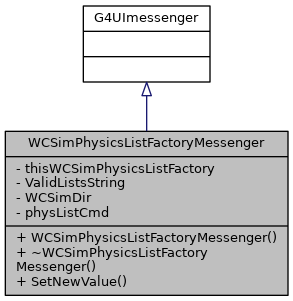 G4UImessenger
WCSimPhysicsListFactoryMessenger
- thisWCSimPhysicsListFactory
- ValidListsString
- WCSimDir
- physListCmd
+ WCSimPhysicsListFactoryMessenger()
+ ~WCSimPhysicsListFactory
Messenger()
+ SetNewValue()